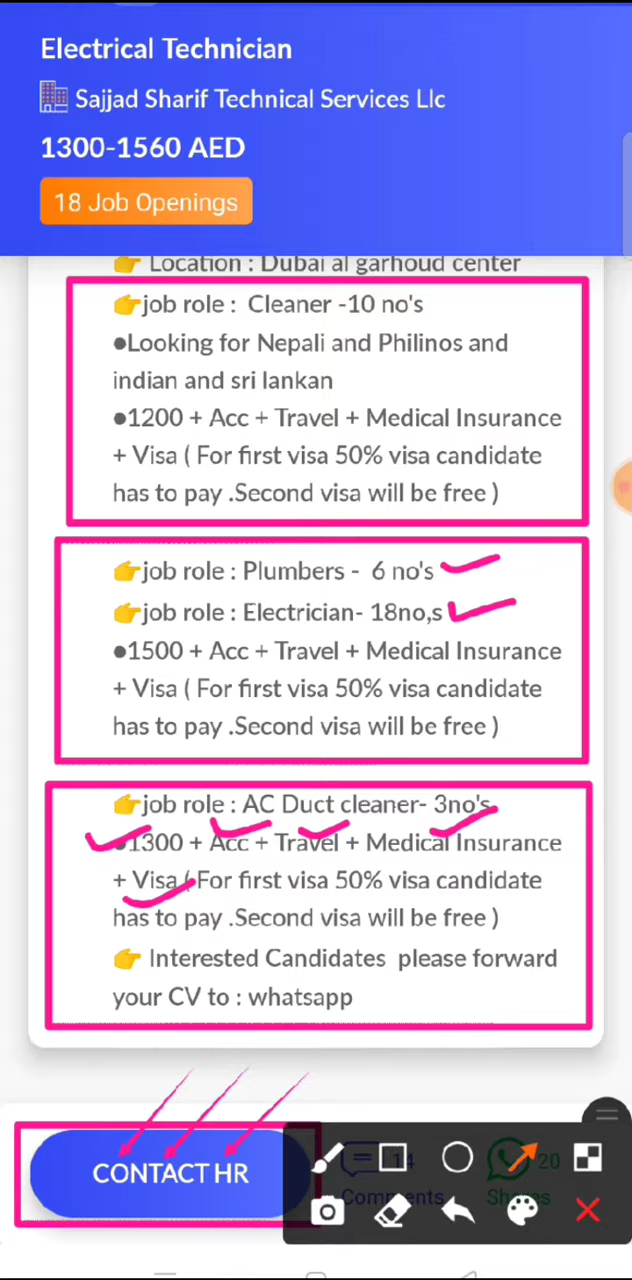 Electrical Technician
Sajjad Sharif Technical Services Llc
1300-1560 AED
18 Job Openings
Location : Dubai al garhoud center
job role : Cleaner -10 no's
●Looking for Nepali and Philinos and
indian and sri lankan
●1200 + Acc + Travel + Medical Insurance
+ Visa ( For first visa 50% visa candidate
has to pay .Second visa will be free )
job role : Plumbers - 6 no's
job role : Electrician- 18no,s
●1500 + Acc + Travel + Medical Insurance
+ Visa ( For first visa 50% visa candidate
has to pay .Second visa will be free )
job role : AC Duct cleaner- 3no's
●1300 + Acc + Travel + Medical Insurance
+ Visa ( For first visa 50% visa candidate
has to pay .Second visa will be free )
Interested Candidates please forward
your CV to : whatsapp
CONTACT HR
14
Comments
20
Shares